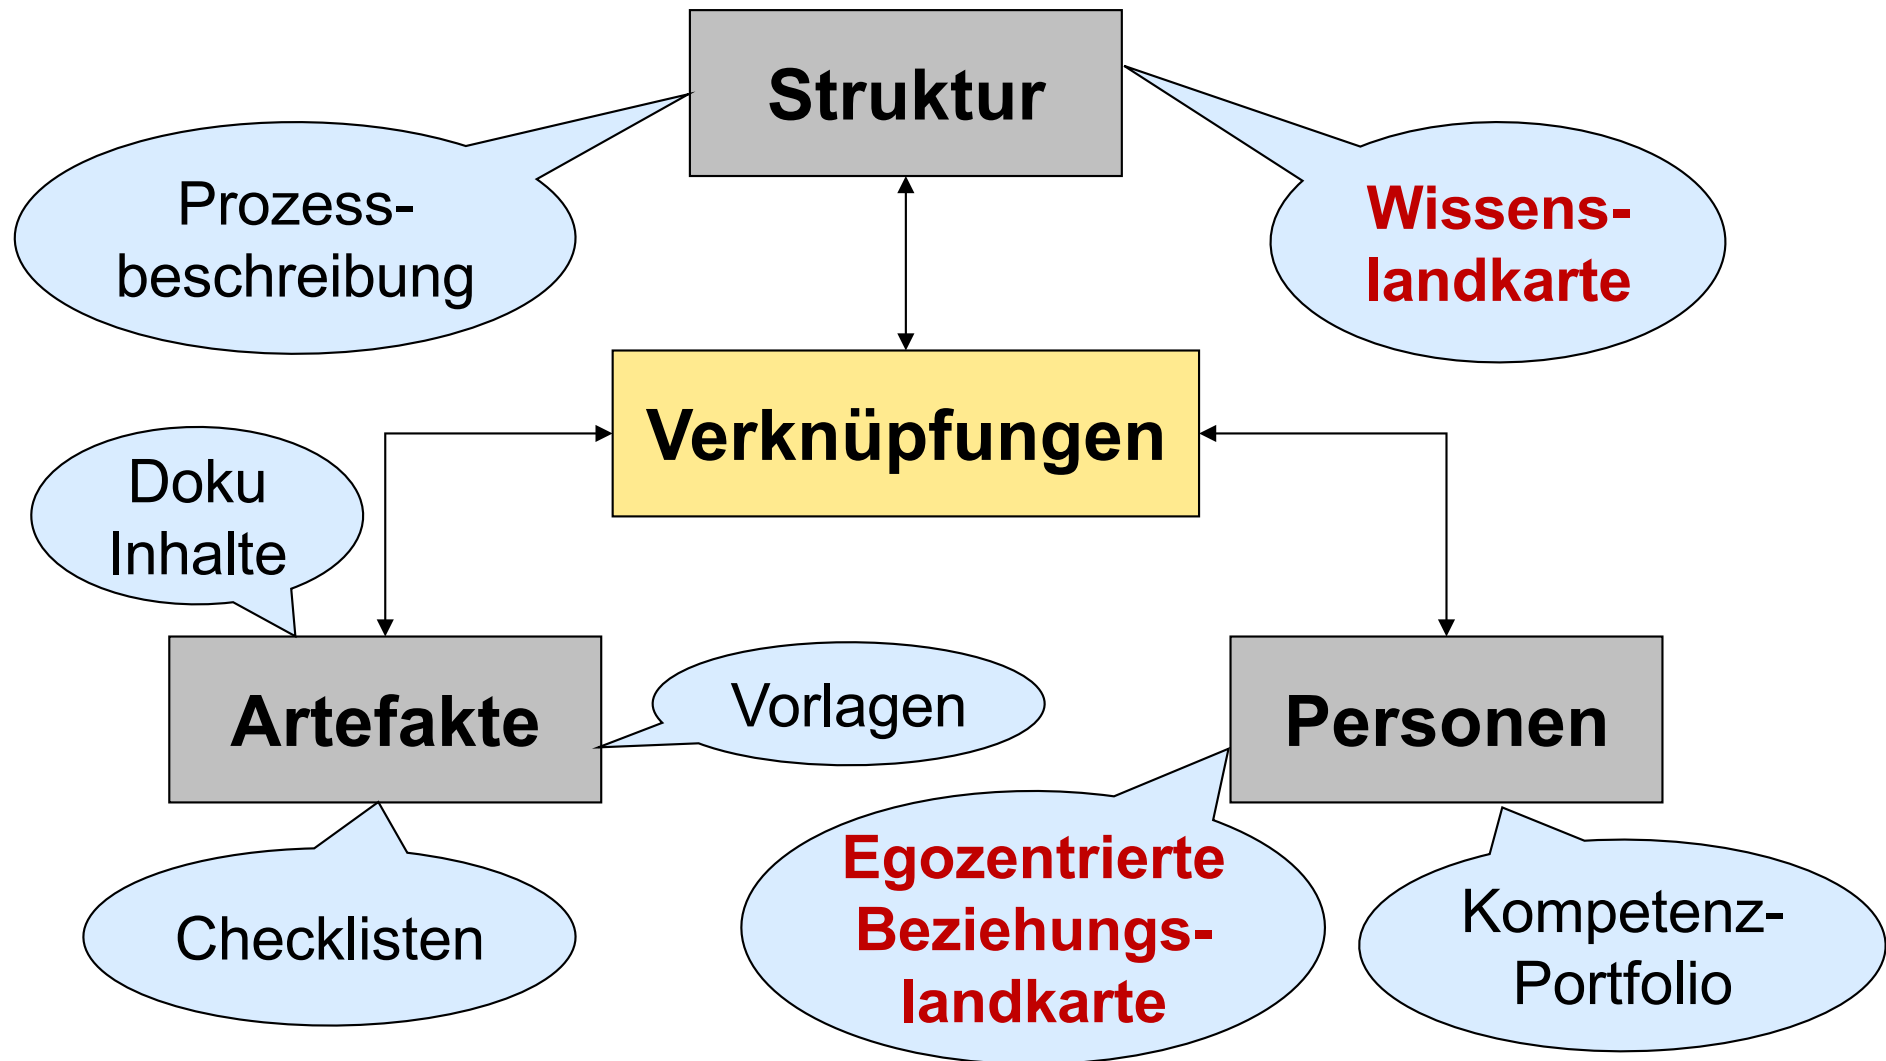 Struktur
Prozess-
beschreibung
Wissens-
landkarte
Verknüpfungen
Doku
Inhalte
Artefakte
Vorlagen
Personen
Checklisten
Egozentrierte
Beziehungs-
landkarte
Kompetenz-
Portfolio